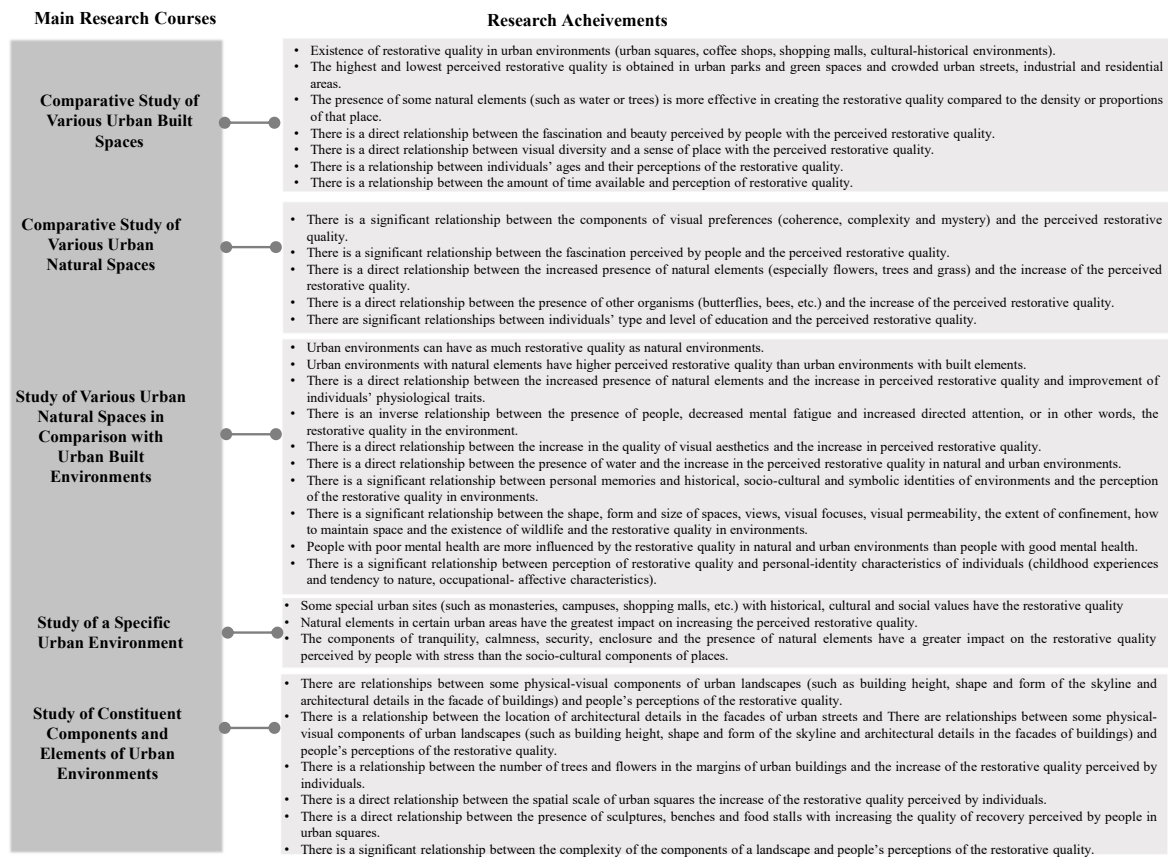 Main Research Courses
Research Acheivements
Comparative Study of
Various Urban Built
Spaces
• Existence of restorative quality in urban environments (urban squares, coffee shops, shopping malls, cultural-historical environments).
• The highest and lowest perceived restorative quality is obtained in urban parks and green spaces and crowded urban streets, industrial and residential
areas.
• The presence of some natural elements (such as water or trees) is more effective in creating the restorative quality compared to the density or proportions
of that place.
• There is a direct relationship between the fascination and beauty perceived by people with the perceived restorative quality.
• There is a direct relationship between visual diversity and a sense of place with the perceived restorative quality.
• There is a relationship between individuals' ages and their perceptions of the restorative quality.
• There is a relationship between the amount of time available and perception of restorative quality.
Comparative Study of
Various Urban
Natural Spaces
• There is a significant relationship between the components of visual preferences (coherence, complexity and mystery) and the perceived restorative
quality.
• There is a significant relationship between the fascination perceived by people and the perceived restorative quality.
• There is a direct relationship between the increased presence of natural elements (especially flowers, trees and grass) and the increase of the perceived
restorative quality.
• There is a direct relationship between the presence of other organisms (butterflies, bees, etc.) and the increase of the perceived restorative quality.
• There are significant relationships between individuals' type and level of education and the perceived restorative quality.
Study of Various Urban
Natural Spaces in
Comparison with
Urban Built
Environments
• Urban environments can have as much restorative quality as natural environments.
• Urban environments with natural elements have higher perceived restorative quality than urban environments with built elements.
• There is a direct relationship between the increased presence of natural elements and the increase in perceived restorative quality and improvement of
individuals' physiological traits.
• There is an inverse relationship between the presence of people, decreased mental fatigue and increased directed attention, or in other words, the
restorative quality in the environment.
• There is a direct relationship between the increase in the quality of visual aesthetics and the increase in perceived restorative quality.
• There is a direct relationship between the presence of water and the increase in the perceived restorative quality in natural and urban environments.
• There is a significant relationship between personal memories and historical, socio-cultural and symbolic identities of environments and the perception
of the restorative quality in environments.
• There is a significant relationship between the shape, form and size of spaces, views, visual focuses, visual permeability, the extent of confinement, how
to maintain space and the existence of wildlife and the restorative quality in environments.
• People with poor mental health are more influenced by the restorative quality in natural and urban environments than people with good mental health.
• There is a significant relationship between perception of restorative quality and personal-identity characteristics of individuals (childhood experiences
and tendency to nature, occupational- affective characteristics).
Study of a Specific
Urban Environment
• Some special urban sites (such as monasteries, campuses, shopping malls, etc.) with historical, cultural and social values have the restorative quality
• Natural elements in certain urban areas have the greatest impact on increasing the perceived restorative quality.
• The components of tranquility, calmness, security, enclosure and the presence of natural elements have a greater impact on the restorative quality
perceived by people with stress than the socio-cultural components of places.
Study of Constituent
Components and
Elements of Urban
Environments
• There are relationships between some physical-visual components of urban landscapes (such as building height, shape and form of the skyline and
architectural details in the facade of buildings) and people's perceptions of the restorative quality.
• There is a relationship between the location of architectural details in the facades of urban streets and There are relationships between some physical-
visual components of urban landscapes (such as building height, shape and form of the skyline and architectural details in the facades of buildings) and
people's perceptions of the restorative quality.
• There is a relationship between the number of trees and flowers in the margins of urban buildings and the increase of the restorative quality perceived by
individuals.
• There is a direct relationship between the spatial scale of urban squares the increase of the restorative quality perceived by individuals.
• There is a direct relationship between the presence of sculptures, benches and food stalls with increasing the quality of recovery perceived by people in
urban squares.
• There is a significant relationship between the complexity of the components of a landscape and people's perceptions of the restorative quality.